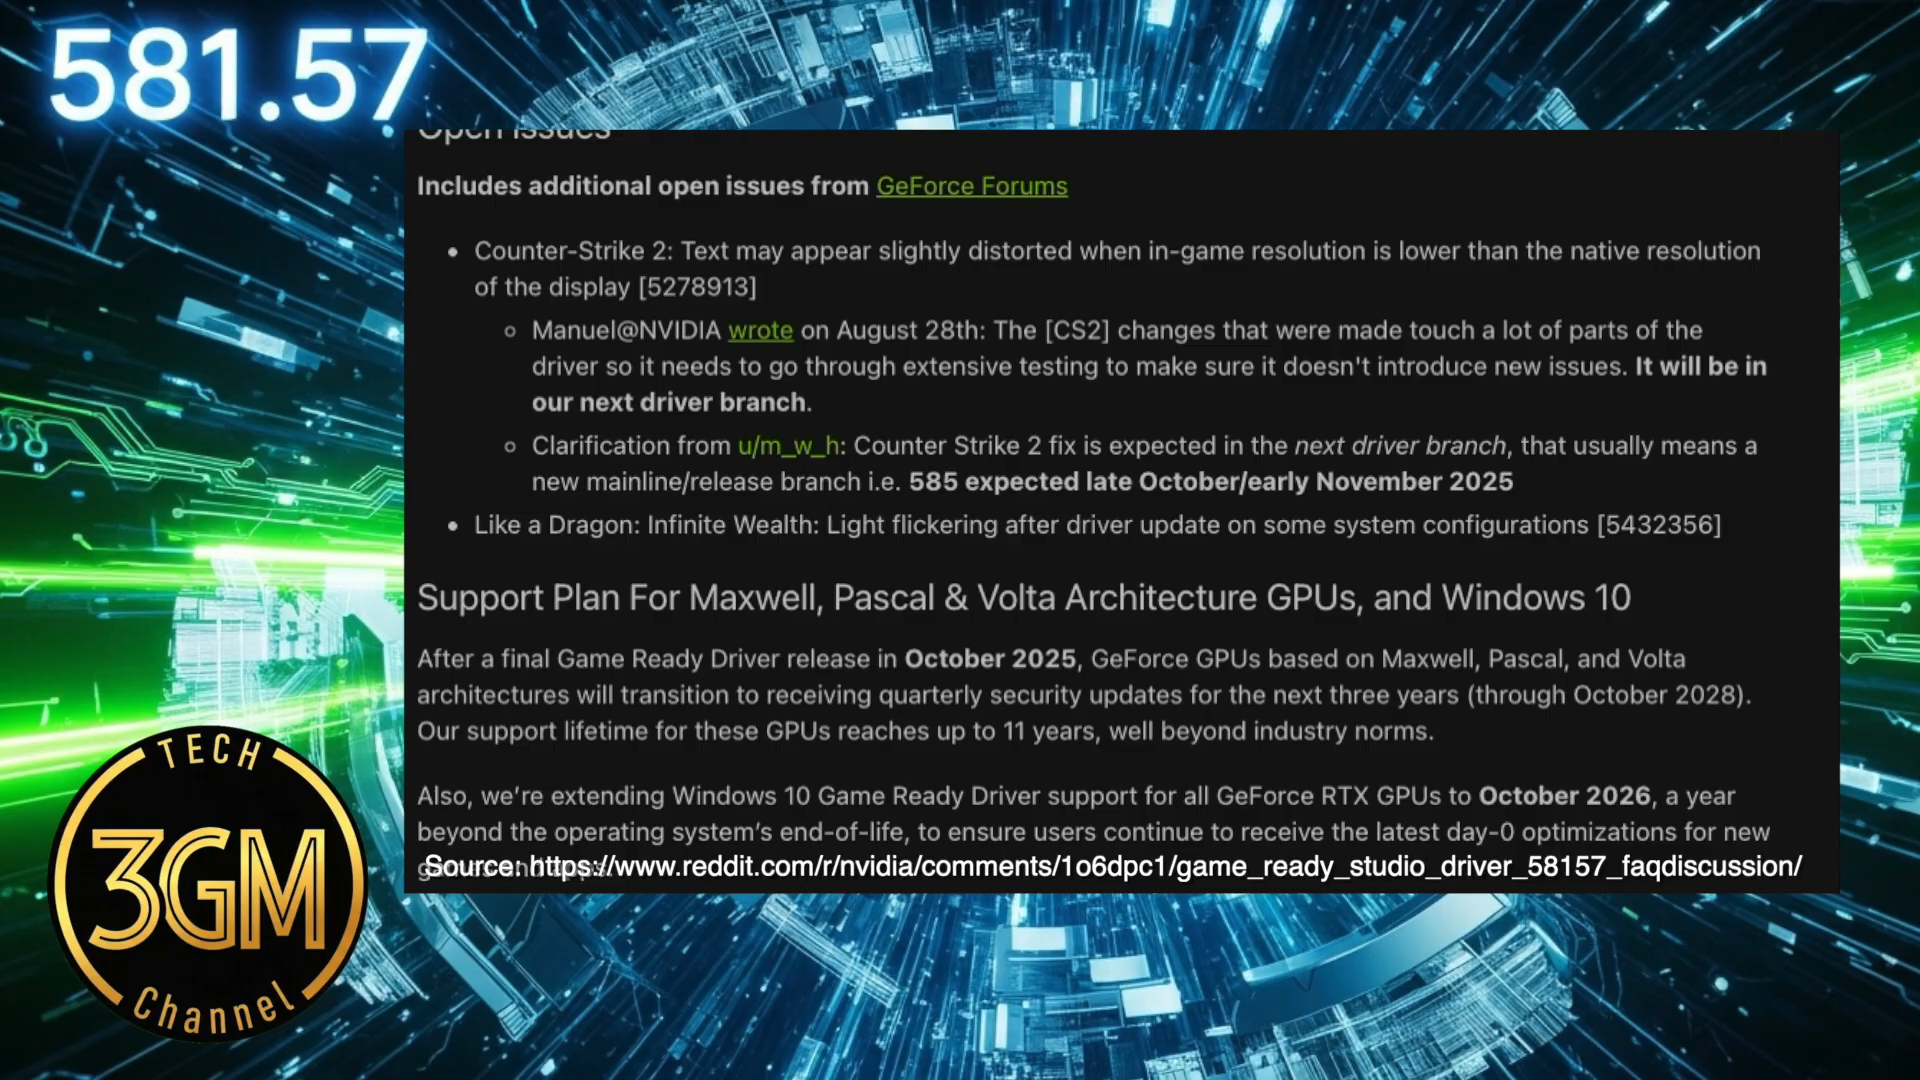 581.57
Open Issues
Includes additional open issues from GeForce Forums
• Counter-Strike 2: Text may appear slightly distorted when in-game resolution is lower than the native resolution
of the display [5278913]
○ Manuel@NVIDIA wrote on August 28th: The [CS2] changes that were made touch a lot of parts of the
driver so it needs to go through extensive testing to make sure it doesn't introduce new issues. It will be in
our next driver branch.
○ Clarification from u/m_w_h: Counter Strike 2 fix is expected in the next driver branch, that usually means a
new mainline/release branch i.e. 585 expected late October/early November 2025
• Like a Dragon: Infinite Wealth: Light flickering after driver update on some system configurations [5432356]
Support Plan For Maxwell, Pascal & Volta Architecture GPUs, and Windows 10
After a final Game Ready Driver release in October 2025, GeForce GPUs based on Maxwell, Pascal, and Volta
architectures will transition to receiving quarterly security updates for the next three years (through October 2028).
Our support lifetime for these GPUs reaches up to 11 years, well beyond industry norms.
Also, we’re extending Windows 10 Game Ready Driver support for all GeForce RTX GPUs to October 2026, a year
beyond the operating system’s end-of-life, to ensure users continue to receive the latest day-0 optimizations for new
Source: https://www.reddit.com/r/nvidia/comments/1o6dpc1/game_ready_studio_driver_58157_faqdiscussion/
TECH
3GM
Channel